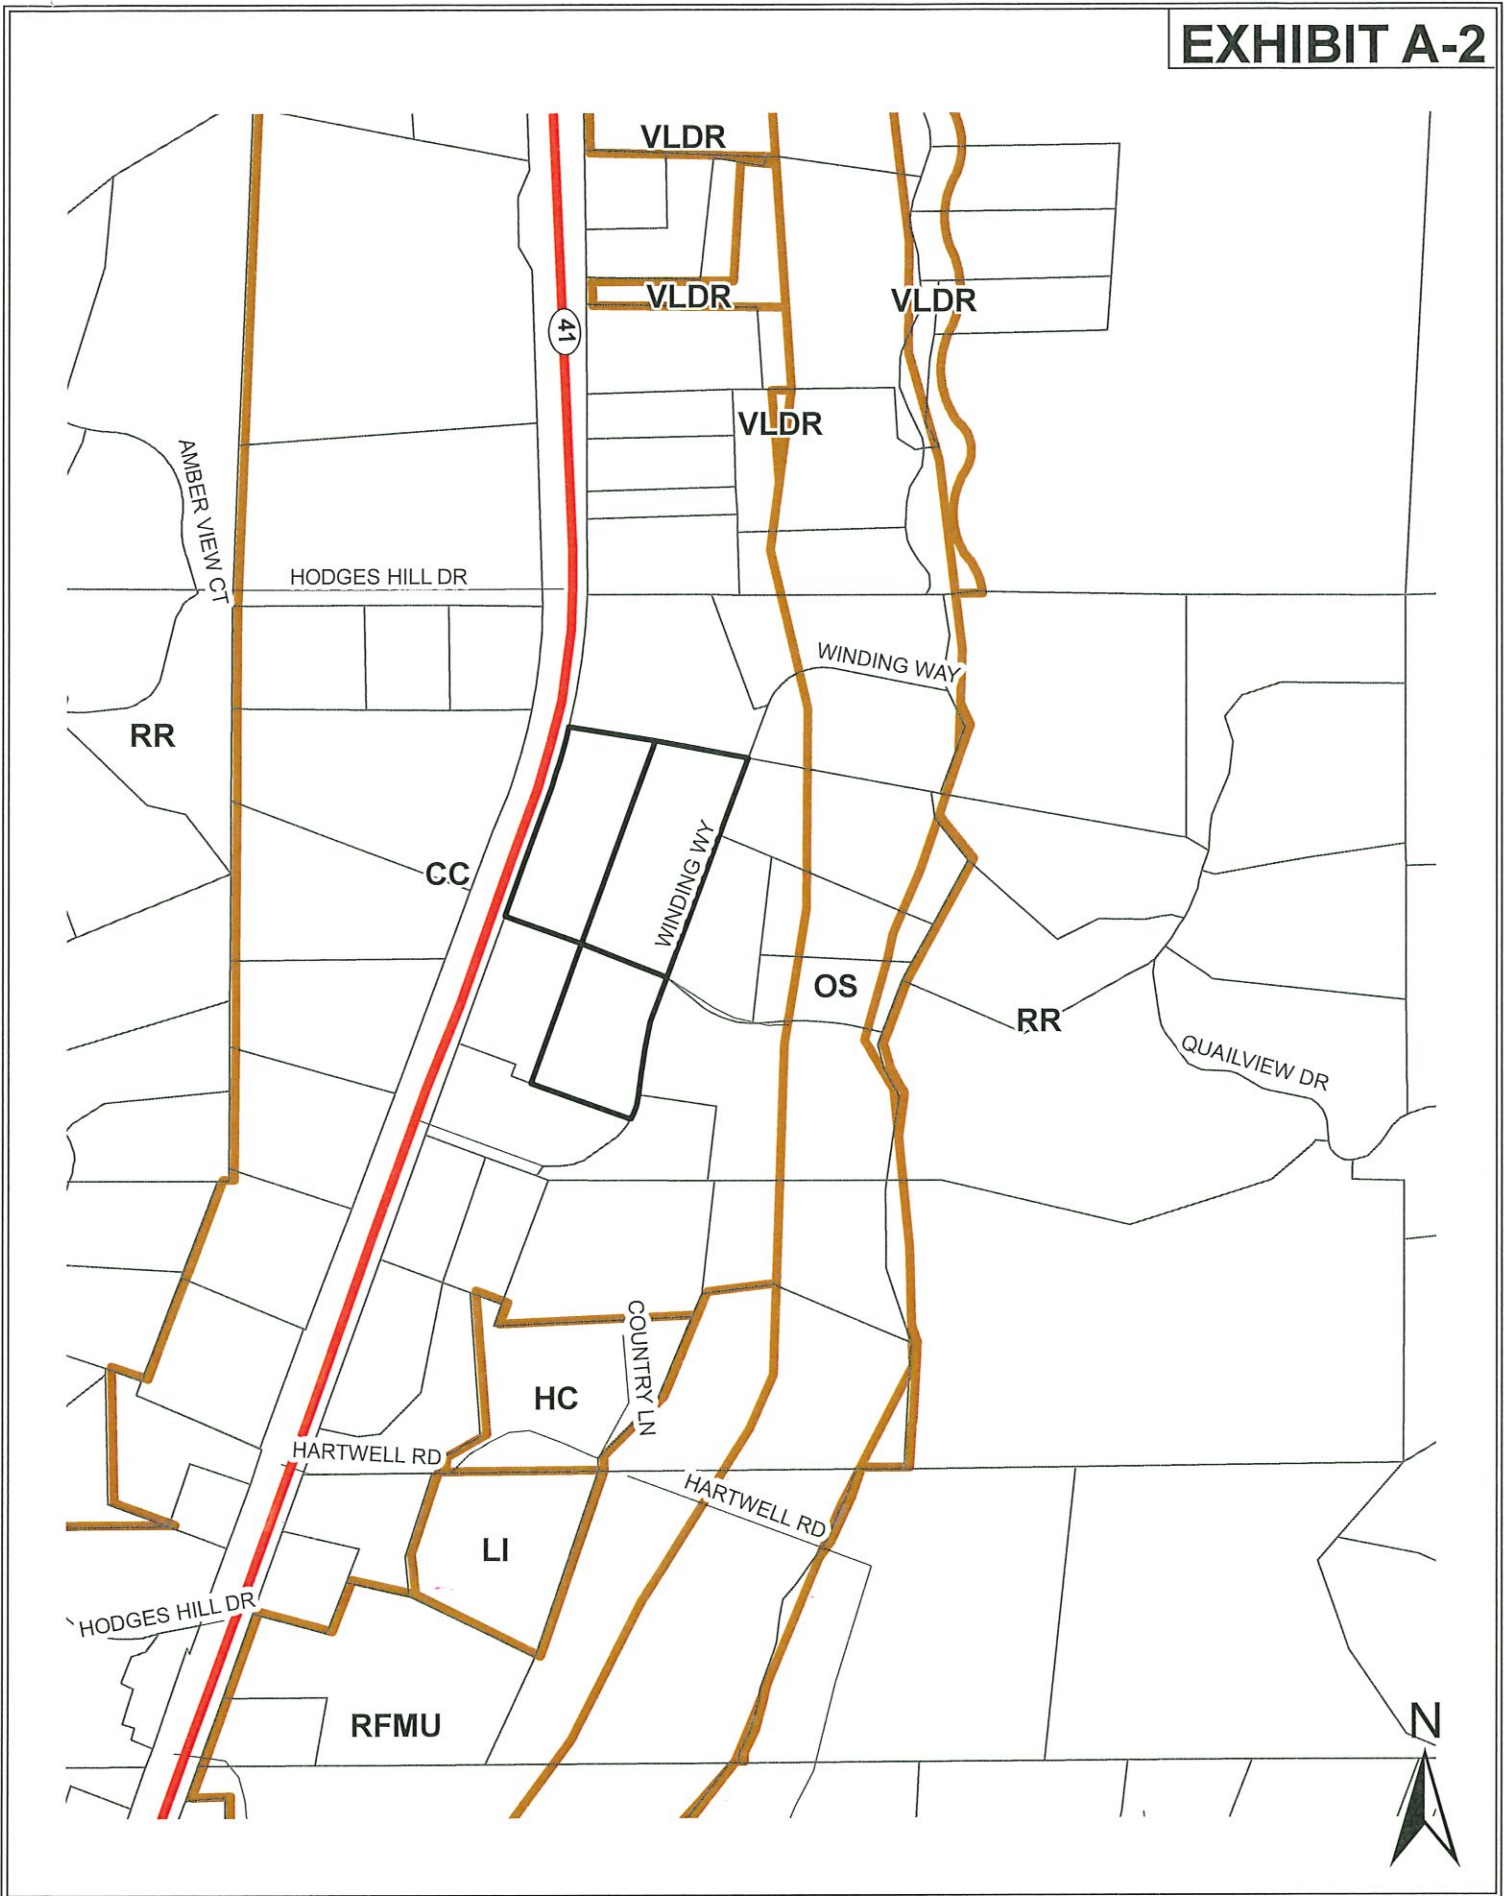 EXHIBIT A-2
VLDR
VLDR
VLDR
41
VLDR
AMBER VIEW CT
HODGES HILL DR
WINDING WAY
RR
WINDING WY
CC
OS
RR
QUAILVIEW DR
COUNTRY LN
HC
HARTWELL RD
HARTWELL RD
LI
HODGES HILL DR
RFMU
N